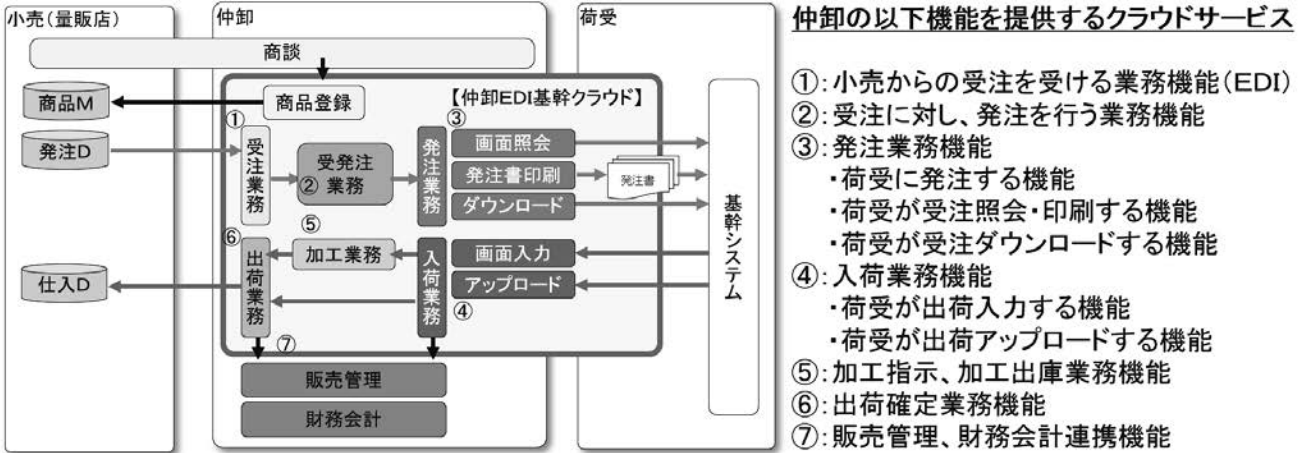 小売(量販店)
仲卸
荷受
商談
商品M
商品登録
【仲卸EDI基幹クラウド】
発注D
①
受注業務
受発注
②業務
③
発注業務
画面照会
発注書印刷
ダウンロード
発注書
基幹システム
仕入D
⑥
出荷業務
⑤
加工業務
入荷業務
④
画面入力
アップロード
⑦
販売管理
財務会計
仲卸の以下機能を提供するクラウドサービス
①:小売からの受注を受ける業務機能(EDI)
②:受注に対し、発注を行う業務機能
③:発注業務機能
・荷受に発注する機能
・荷受が受注照会・印刷する機能
・荷受が受注ダウンロードする機能
④:入荷業務機能
・荷受が出荷入力する機能
・荷受が出荷アップロードする機能
⑤:加工指示、加工出庫業務機能
⑥:出荷確定業務機能
⑦:販売管理、財務会計連携機能